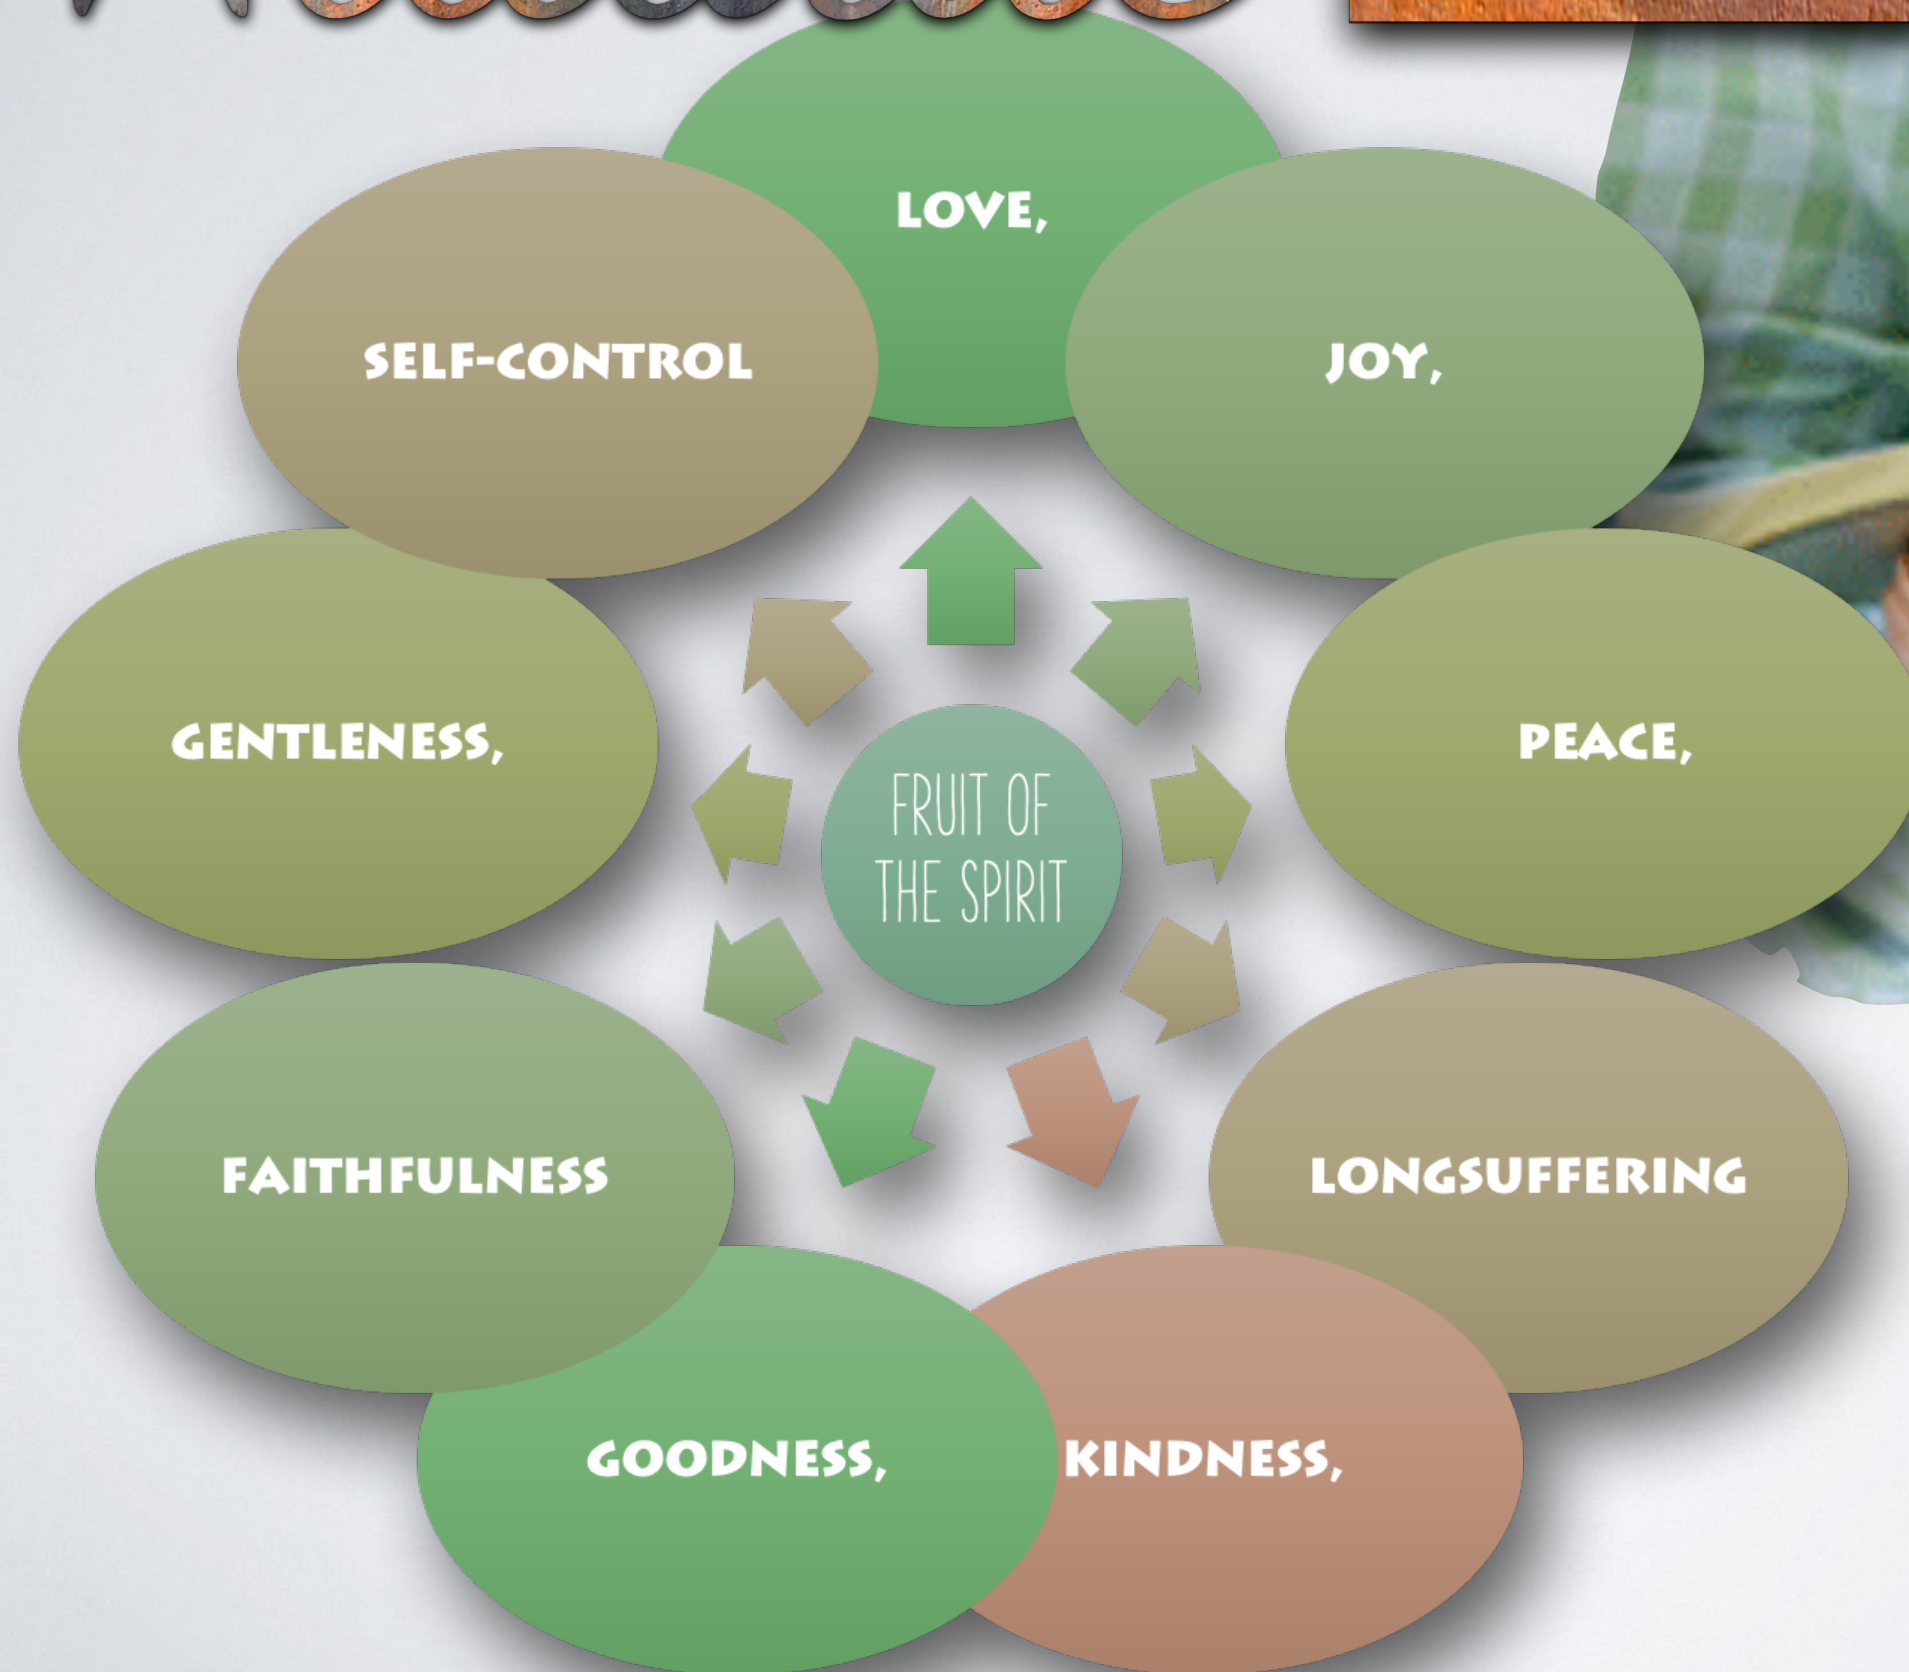 LOVE,
JOY,
PEACE,
LONGSUFFERING
KINDNESS,
GOODNESS,
FAITHFULNESS
GENTLENESS,
SELF-CONTROL
FRUIT OF
THE SPIRIT